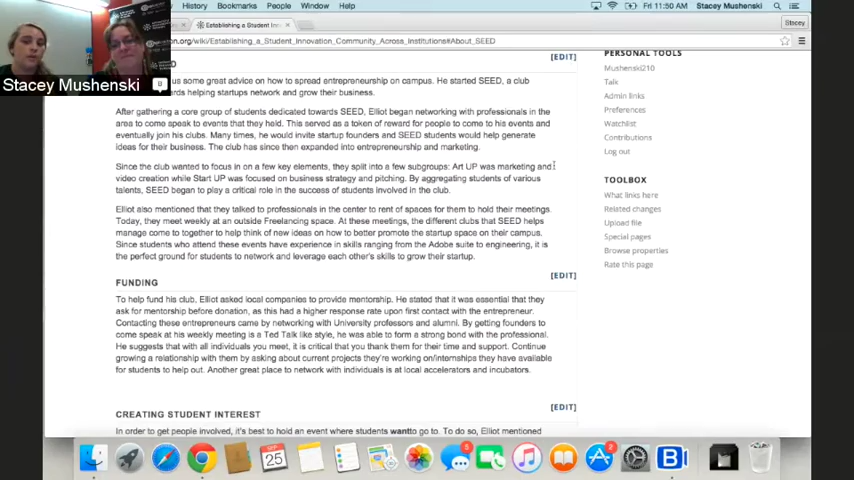 History Bookmarks People Window Help
Fri 11:50 AM Stacey Mushenski
Establishing a Student Innov
Stacey
on.org/wiki/Establishing_a_Student_Innovation_Community_Across_Institutions#About_SEED
Stacey Mushenski
[EDIT]
us some great advice on how to spread entrepreneurship on campus. He started SEED, a club
rds helping startups network and grow their business.
After gathering a core group of students dedicated towards SEED, Elliot began networking with professionals in the
area to come speak to events that they held. This served as a token of reward for people to come to his events and
eventually join his clubs. Many times, he would invite startup founders and SEED students would help generate
ideas for their business. The club has since then expanded into entrepreneurship and marketing.
Since the club wanted to focus in on a few key elements, they split into a few subgroups: Art UP was marketing and
video creation while Start UP was focused on business strategy and pitching. By aggregating students of various
talents, SEED began to play a critical role in the success of students involved in the club.
Elliot also mentioned that they talked to professionals in the center to rent of spaces for them to hold their meetings.
Today, they meet weekly at an outside Freelancing space. At these meetings, the different clubs that SEED helps
manage come to together to help think of new ideas on how to better promote the startup space on their campus.
Since students who attend these events have experience in skills ranging from the Adobe suite to engineering, it is
the perfect ground for students to network and leverage each other's skills to grow their startup.
[EDIT]
FUNDING
To help fund his club, Elliot asked local companies to provide mentorship. He stated that it was essential that they
ask for mentorship before donation, as this had a higher response rate upon first contact with the entrepreneur.
Contacting these entrepreneurs came by networking with University professors and alumni. By getting founders to
come speak at his weekly meeting is a Ted Talk like style, he was able to form a strong bond with the professional.
He suggests that with all individuals you meet, it is critical that you thank them for their time and support. Continue
growing a relationship with them by asking about current projects they're working on/internships they have available
for students to help out. Another great place to network with individuals is at local accelerators and incubators.
[EDIT]
CREATING STUDENT INTEREST
In order to get people involved, it's best to hold an event where students wantto go to. To do so, Elliot mentioned
PERSONAL TOOLS
Mushenski210
Talk
Admin links
Preferences
Watchlist
Contributions
Log out
TOOLBOX
What links here
Related changes
Upload file
Special pages
Browse properties
Rate this page
SEP
25
5
2
B